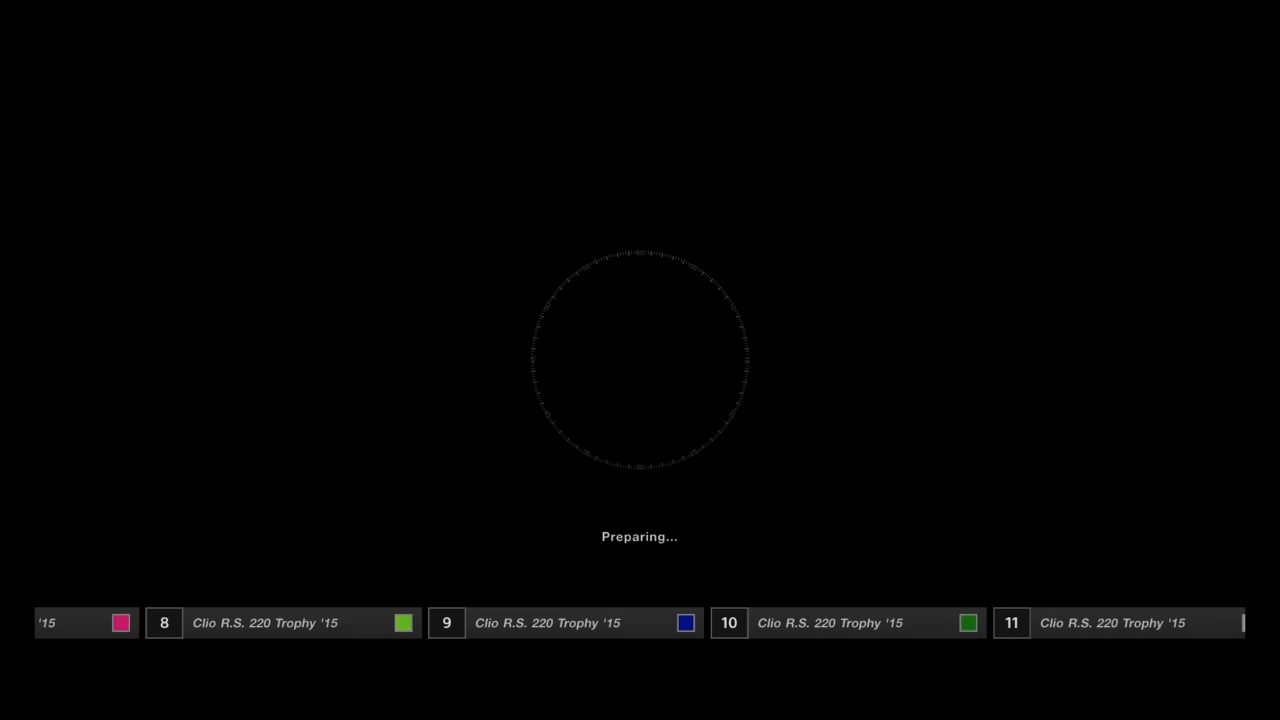 Preparing...
'15
8 Clio R.S. 220 Trophy '15
9 Clio R.S. 220 Trophy '15
10 Clio R.S. 220 Trophy '15
11 Clio R.S. 220 Trophy '15